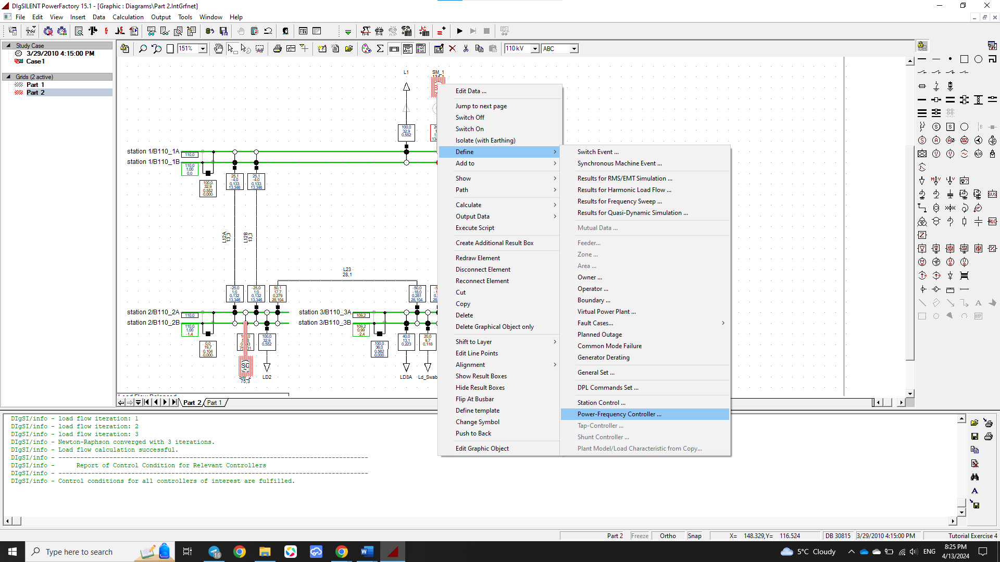 DIgSILENT PowerFactory 15.1 - [Graphic : Diagrams\Part 2.IntGrfnet]
File Edit View Insert Data Calculation Output Tools Window Help
Study Case
3/29/2010 4:15:00 PM
Case1
Grids (2 active)
Part 1
Part 2
151%
110 kV
ABC
L1
SM_1
100,0
32,9
0,552
station 1/B110_1A
110,0
station 1/B110_1B
110,0
1,00
0,0
100,0
32,9
0,552
0,000
25,1
-4,0
0,133
13,346
25,1
-4,0
0,133
13,346
L12A
13,3
L12B
13,3
L23
28,1
-25,0
1,0
0,132
13,346
-25,0
1,0
0,132
13,346
50,1
17,7
0,279
28,104
-50,0
-18,0
0,281
28,104
station 2/B110_2A
110,0
station 2/B110_2B
110,0
1,00
-1,4
0,0
19,7
0,104
0,000
100,0
32,9
0,552
SM_2
75,3
LD2
station 3/B110_3A
109,2
station 3/B110_3B
109,2
0,99
-2,4
100,0
36,0
0,562
0,000
40,0
13,1
0,223
20,0
9,7
0,118
LD3A
Ld_Swab
Edit Data ...
Jump to next page
Switch Off
Switch On
Isolate (with Earthing)
Define
Add to
Show
Path
Calculate
Output Data
Execute Script
Create Additional Result Box
Redraw Element
Disconnect Element
Reconnect Element
Cut
Copy
Delete
Delete Graphical Object only
Shift to Layer
Edit Line Points
Alignment
Show Result Boxes
Hide Result Boxes
Flip At Busbar
Define template
Change Symbol
Push to Back
Edit Graphic Object
Switch Event ...
Synchronous Machine Event ...
Results for RMS/EMT Simulation ...
Results for Harmonic Load Flow ...
Results for Frequency Sweep ...
Results for Quasi-Dynamic Simulation ...
Mutual Data ...
Feeder...
Zone ...
Area ...
Owner ...
Operator ...
Boundary ...
Virtual Power Plant ...
Fault Cases...
Planned Outage
Common Mode Failure
Generator Derating
General Set ...
DPL Commands Set ...
Station Control ...
Power-Frequency Controller ...
Tap-Controller ...
Shunt Controller ...
Plant Model/Load Characteristic from Copy...
Part 2
Part 1
DIgSI/info - load flow iteration: 1
DIgSI/info - load flow iteration: 2
DIgSI/info - load flow iteration: 3
DIgSI/info - Newton-Raphson converged with 3 iterations.
DIgSI/info - Load flow calculation successful.
DIgSI/info - -----------------------------------------------------------------------------------
DIgSI/info - Report of Control Condition for Relevant Controllers
DIgSI/info - -----------------------------------------------------------------------------------
DIgSI/info - Control conditions for all controllers of interest are fulfilled.
Part 2
Freeze
Ortho
Snap
X= 148.329,Y= 116.524
DB 30815
3/29/2010 4:15:00 PM
Tutorial Exercise 4
Type here to search
16
5°C Cloudy
ENG
8:25 PM
4/13/2024